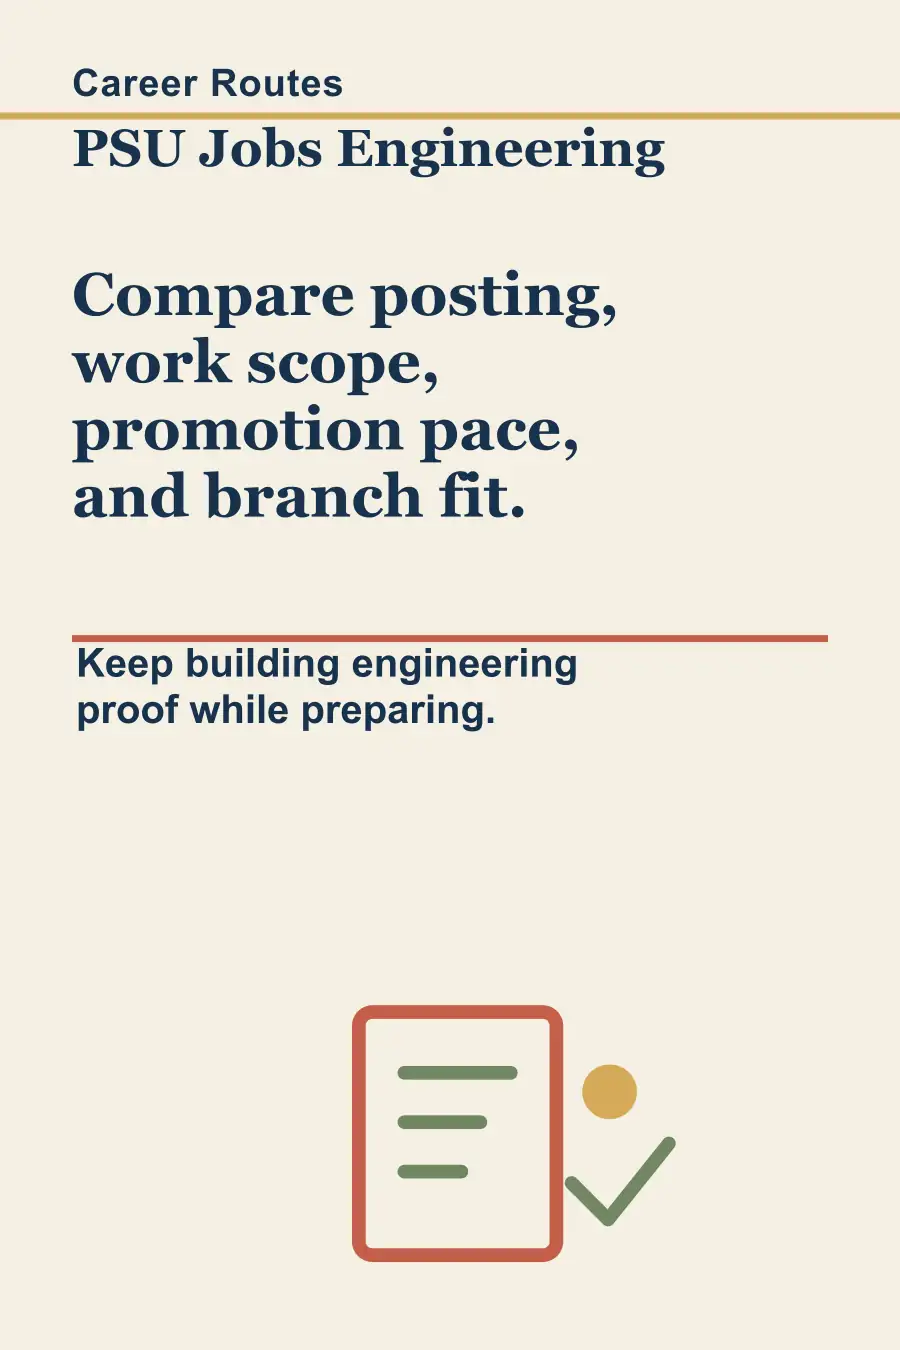 Career Routes
PSU Jobs Engineering
Compare posting,
work scope,
promotion pace,
and branch fit.
Keep building engineering
proof while preparing.